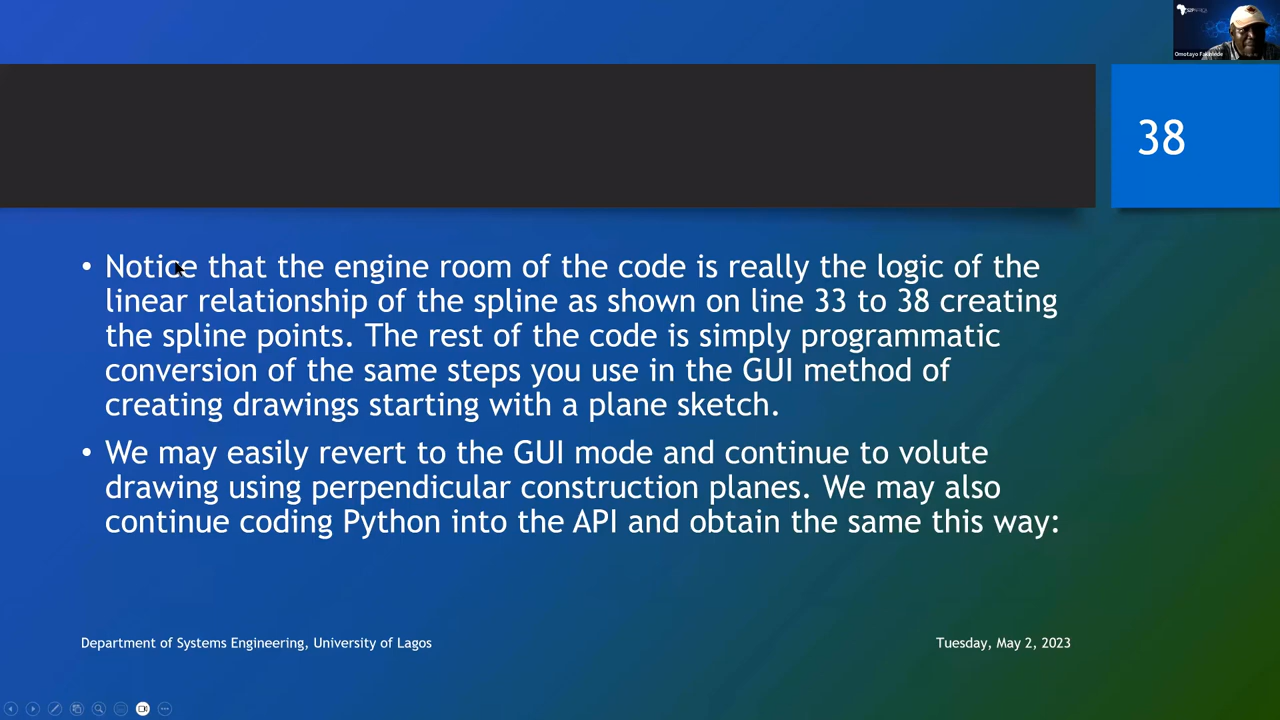 38
• Notice that the engine room of the code is really the logic of the
linear relationship of the spline as shown on line 33 to 38 creating
the spline points. The rest of the code is simply programmatic
conversion of the same steps you use in the GUI method of
creating drawings starting with a plane sketch.
• We may easily revert to the GUI mode and continue to volute
drawing using perpendicular construction planes. We may also
continue coding Python into the API and obtain the same this way:
Department of Systems Engineering, University of Lagos
Tuesday, May 2, 2023